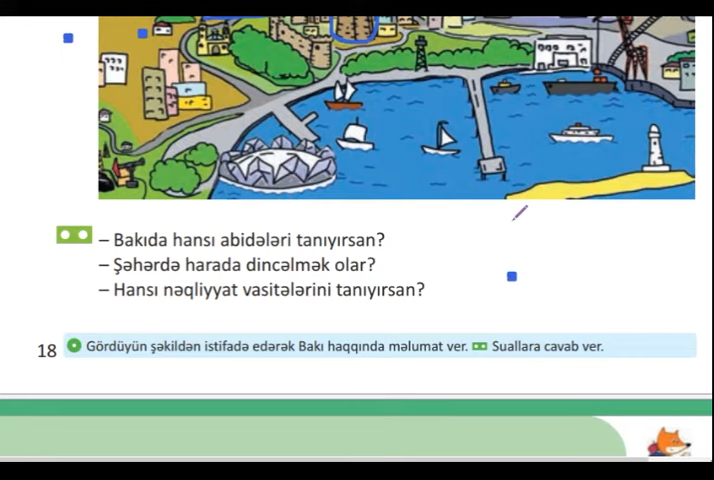 – Bakıda hansı abidələri tanıyırsan?
– Şəhərdə harada dincəlmək olar?
– Hansı nəqliyyat vasitələrini tanıyırsan?
18 Gördüyün şəkildən istifadə edərək Bakı haqqında məlumat ver. Suallara cavab ver.